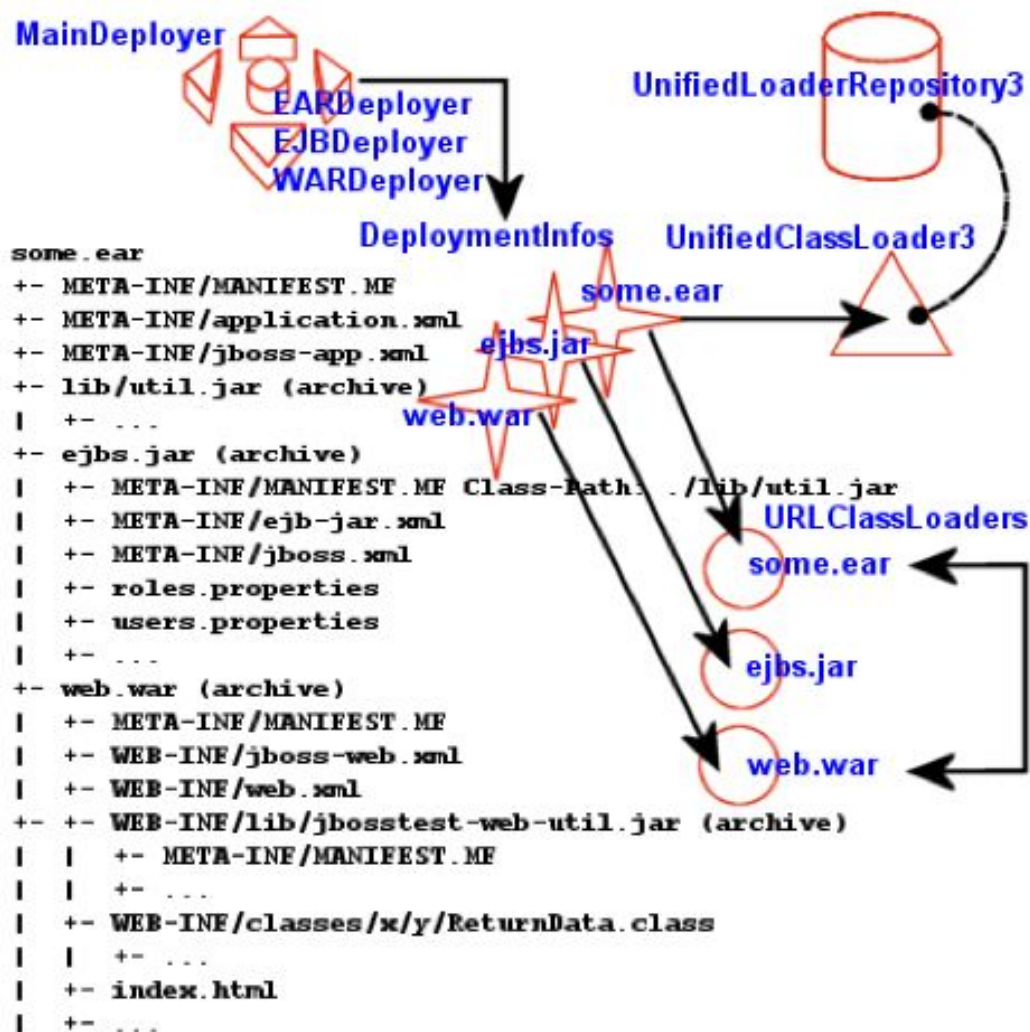 MainDeployer
EARDeployer
EJBDeployer
WARDeployer
UnifiedLoaderRepository3
DeploymentInfos
UnifiedClassLoader3
some.ear
ejbs.jar
web.war
URLClassLoaders
some.ear
ejbs.jar
web.war
some.ear
+- META-INF/MANIFEST.MF
+- META-INF/application.xml
+- META-INF/jboss-app.xml
+- lib/util.jar (archive)
|  +- ...
+- ejbs.jar (archive)
|  +- META-INF/MANIFEST.MF Class-Path: ./lib/util.jar
|  +- META-INF/ejb-jar.xml
|  +- META-INF/jboss.xml
|  +- roles.properties
|  +- users.properties
|  +- ...
+- web.war (archive)
|  +- META-INF/MANIFEST.MF
|  +- WEB-INF/jboss-web.xml
|  +- WEB-INF/web.xml
+- +- WEB-INF/lib/jbosstest-web-util.jar (archive)
|  |  +- META-INF/MANIFEST.MF
|  |  +- ...
|  +- WEB-INF/classes/x/y/ReturnData.class
|  |  +- ...
|  +- index.html
|  +- ...